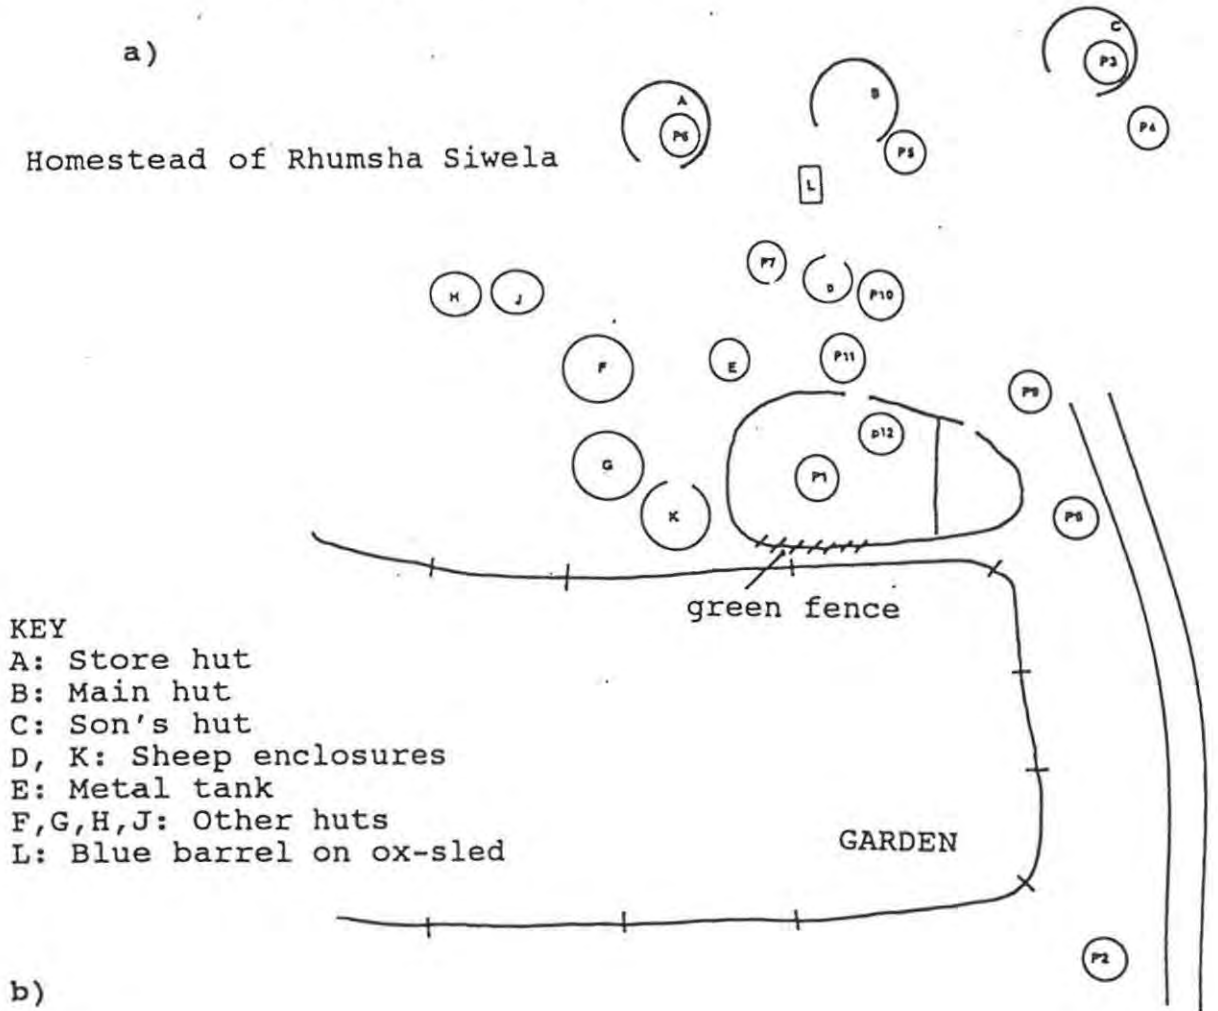 a)
C
P3
A
B
P6
P4
P5
Homestead of Rhumsha Siwela
L
P7
D
P10
H
J
F
E
P11
P9
P12
G
P1
K
P8
green fence
KEY
A: Store hut
B: Main hut
C: Son's hut
D, K: Sheep enclosures
E: Metal tank
F,G,H,J: Other huts
L: Blue barrel on ox-sled
GARDEN
P2
b)